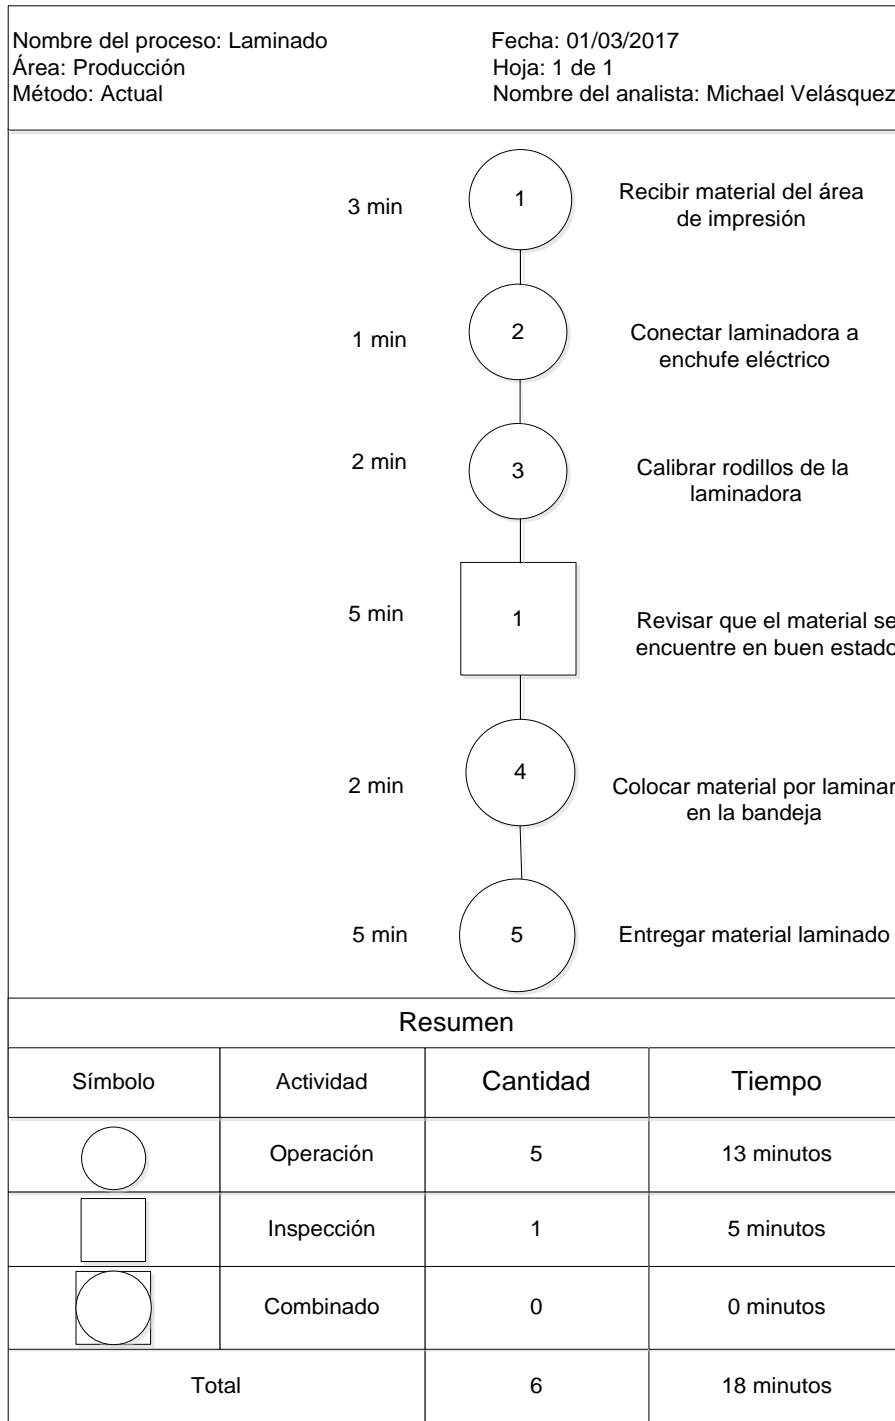 Nombre del proceso: Laminado
Fecha: 01/03/2017
Área: Producción
Hoja: 1 de 1
Método: Actual
Nombre del analista: Michael Velásquez
3 min
1
Recibir material del área
de impresión
1 min
2
Conectar laminadora a
enchufe eléctrico
2 min
3
Calibrar rodillos de la
laminadora
5 min
1
Revisar que el material se
encuentre en buen estado
2 min
4
Colocar material por laminar
en la bandeja
5 min
5
Entregar material laminado
Resumen
Símbolo
Actividad
Cantidad
Tiempo
Operación
5
13 minutos
Inspección
1
5 minutos
Combinado
0
0 minutos
Total
6
18 minutos